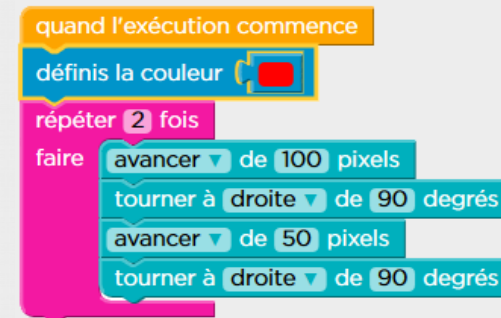 quand l'exécution commence
définis la couleur
répéter 2 fois
faire avancer de 100 pixels
tourner à droite de 90 degrés
avancer de 50 pixels
tourner à droite de 90 degrés